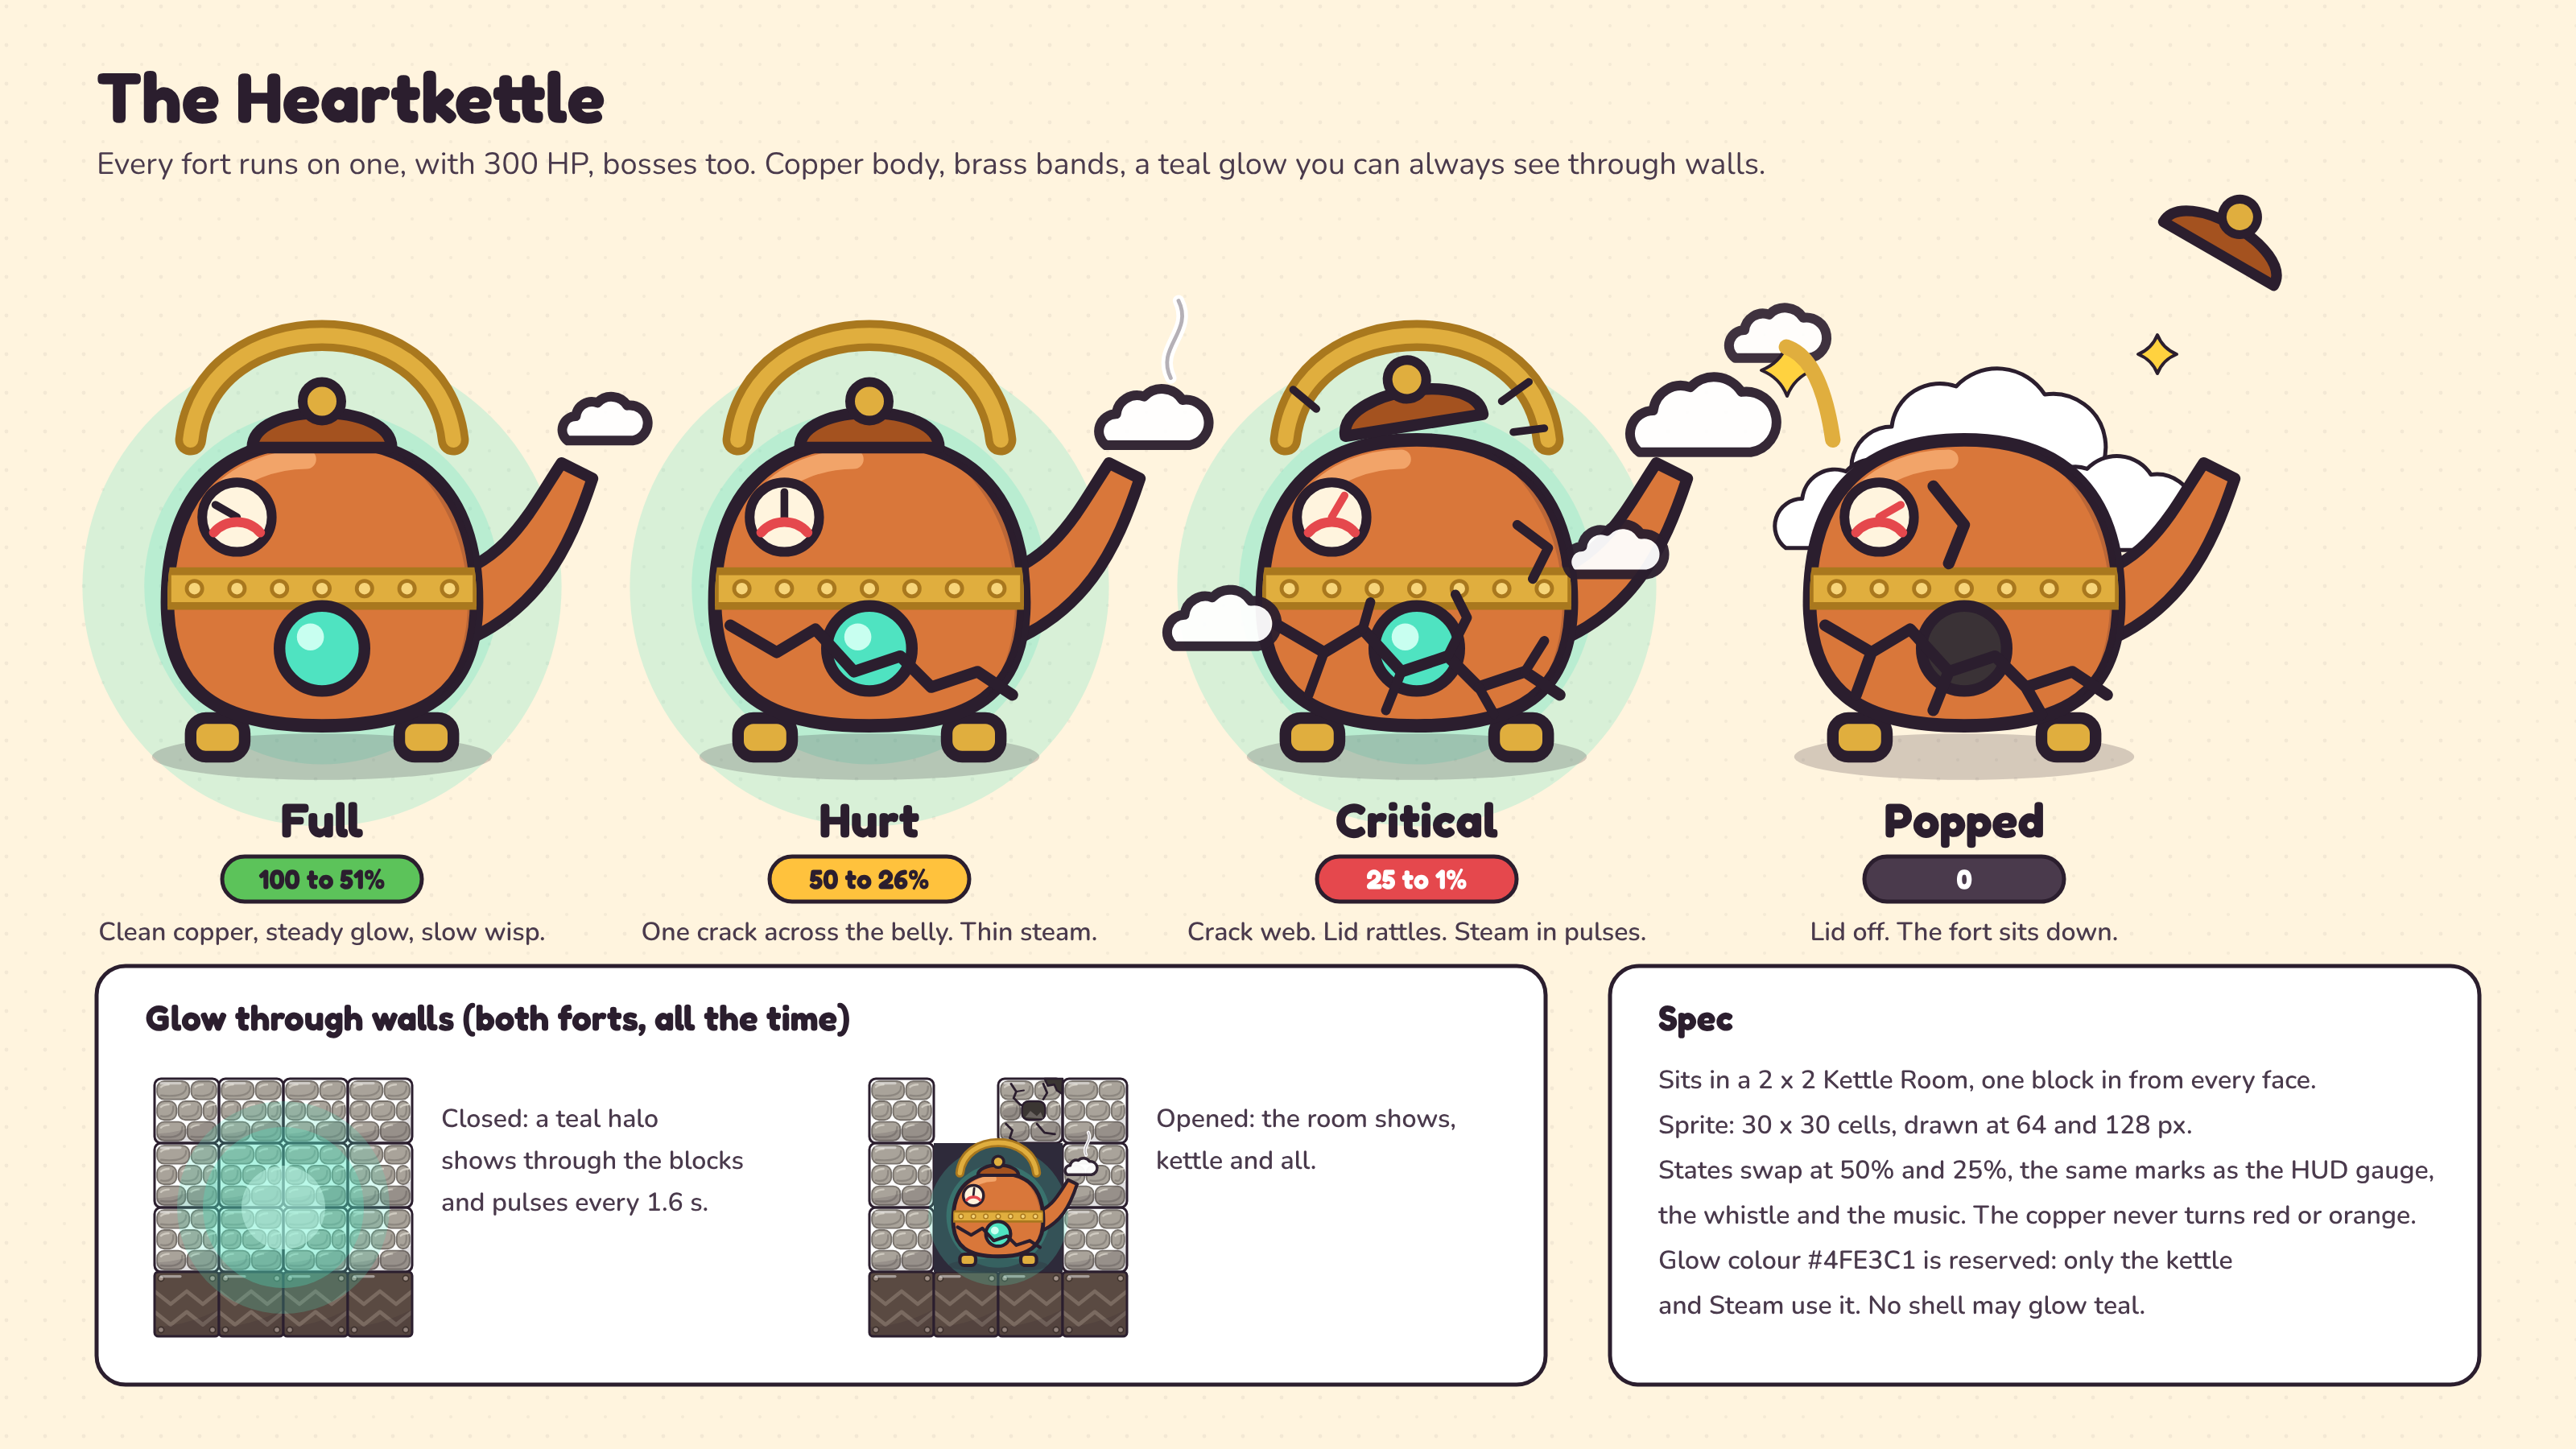 The Heartkettle
Every fort runs on one, with 300 HP, bosses too. Copper body, brass bands, a teal glow you can always see through walls.
Full
100 to 51%
Clean copper, steady glow, slow wisp.
Hurt
50 to 26%
One crack across the belly. Thin steam.
Critical
25 to 1%
Crack web. Lid rattles. Steam in pulses.
Popped
0
Lid off. The fort sits down.
Glow through walls (both forts, all the time)
Closed: a teal halo
shows through the blocks
and pulses every 1.6 s.
Opened: the room shows,
kettle and all.
Spec
Sits in a 2 x 2 Kettle Room, one block in from every face.
Sprite: 30 x 30 cells, drawn at 64 and 128 px.
States swap at 50% and 25%, the same marks as the HUD gauge,
the whistle and the music. The copper never turns red or orange.
Glow colour #4FE3C1 is reserved: only the kettle
and Steam use it. No shell may glow teal.